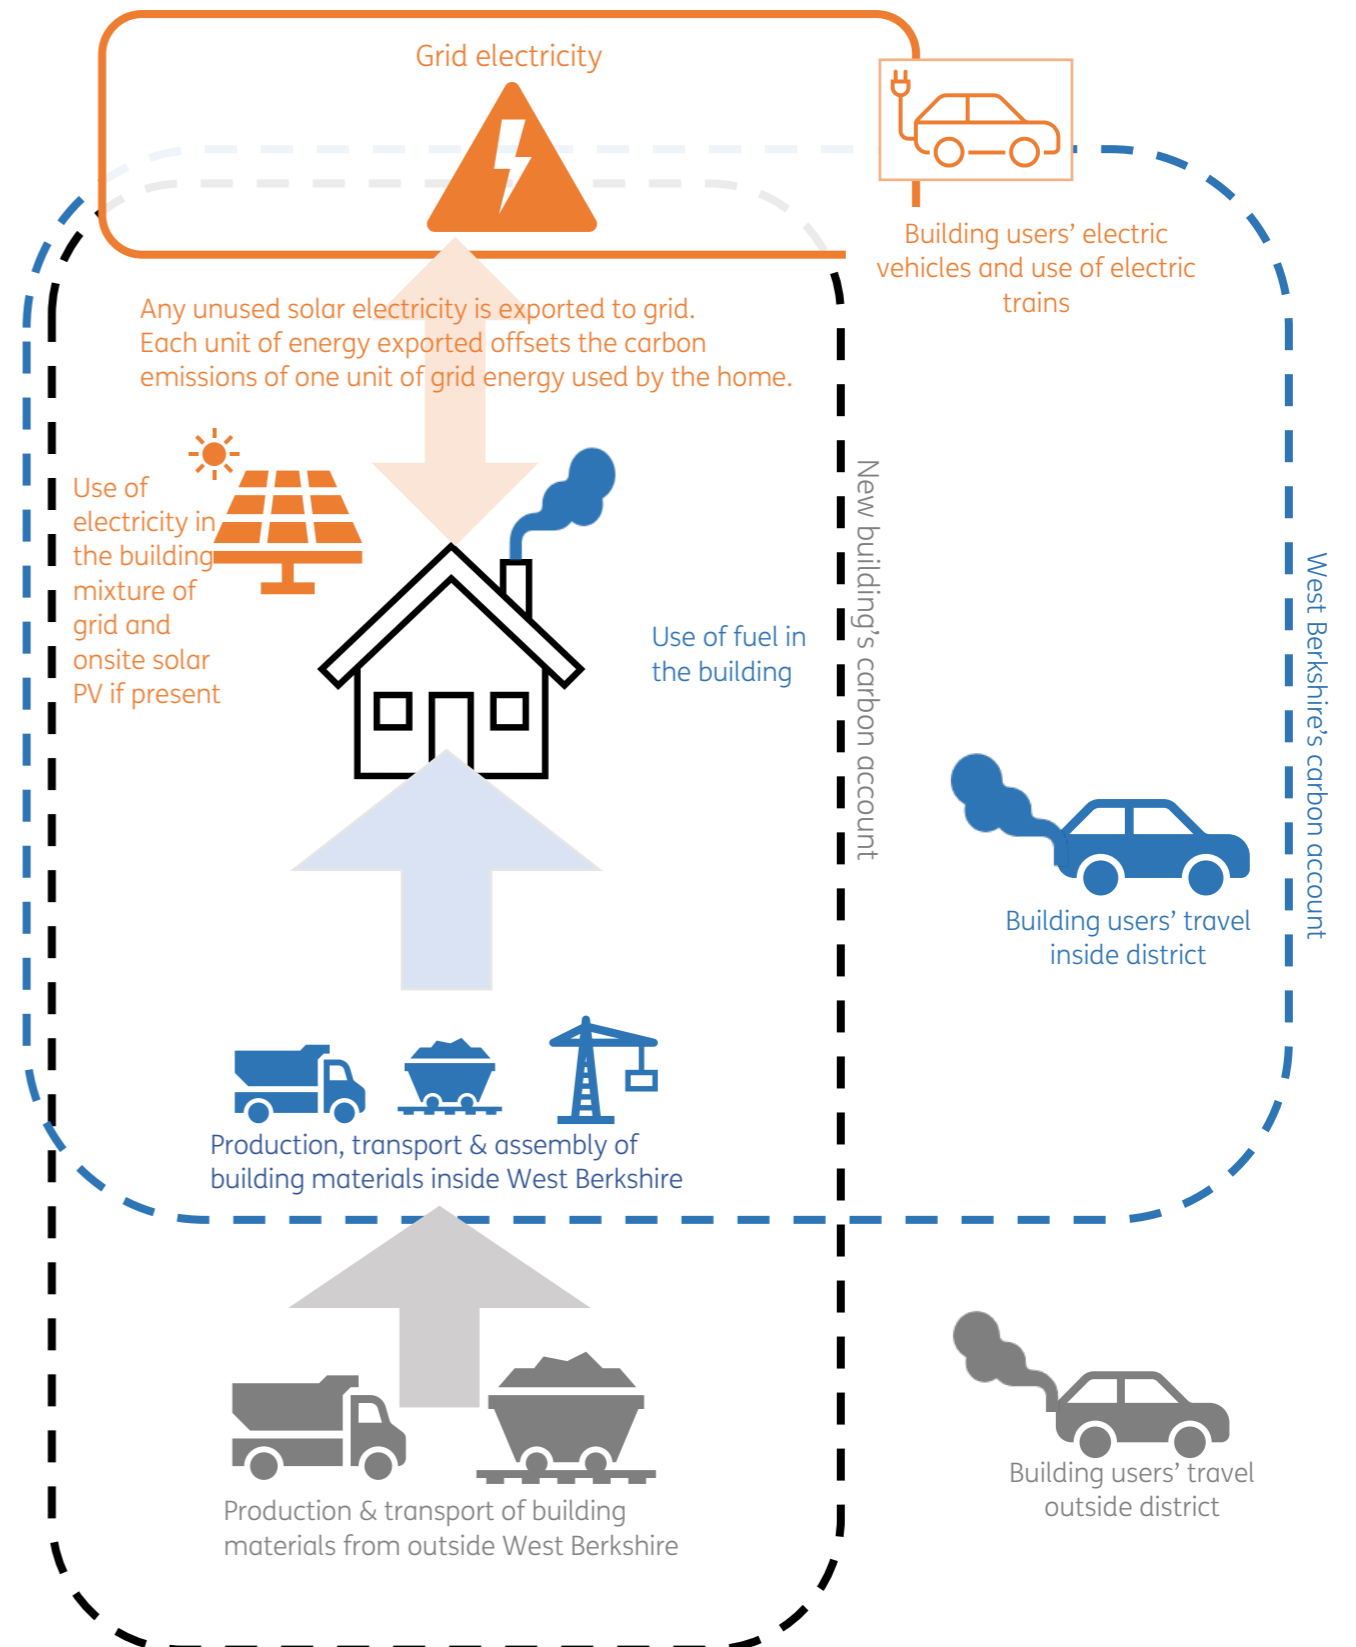 Grid electricity
Building users’ electric
vehicles and use of electric
trains
Any unused solar electricity is exported to grid.
Each unit of energy exported offsets the carbon
emissions of one unit of grid energy used by the home.
Use of
electricity in
the building
mixture of
grid and
onsite solar
PV if present
Use of fuel in
the building
New building’s carbon account
West Berkshire’s carbon account
Building users’ travel
inside district
Production, transport & assembly of
building materials inside West Berkshire
Building users’ travel
outside district
Production & transport of building
materials from outside West Berkshire